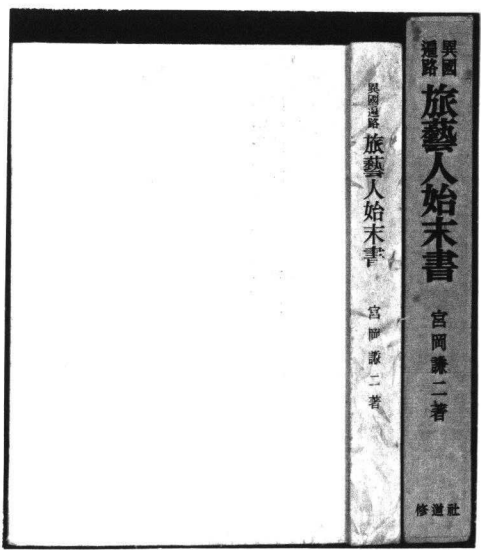 異國
遍路
旅藝人始末書
宮岡謙二著
修道社
異國遍路
旅藝人始末書
宮岡謙二著